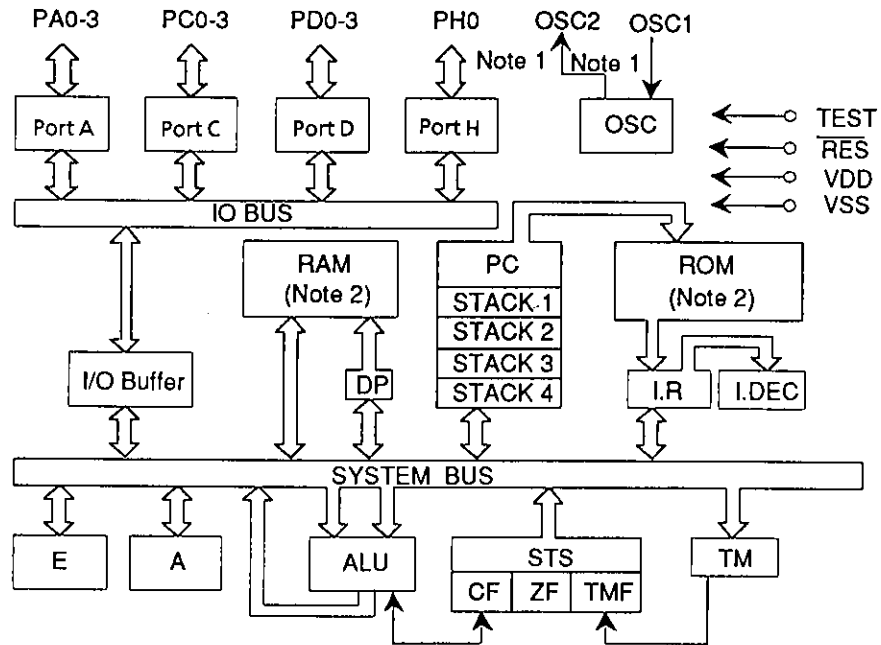 PA0-3 PC0-3 PD0-3 PH0 OSC2 OSC1
Note 1 Note 1
Port A Port C Port D Port H OSC
TEST
RES
VDD
VSS
IO BUS
RAM
(Note 2)
PC
STACK 1
STACK 2
STACK 3
STACK 4
ROM
(Note 2)
I/O Buffer
DP
I.R
I.DEC
SYSTEM BUS
E A ALU STS TM
CF ZF TMF